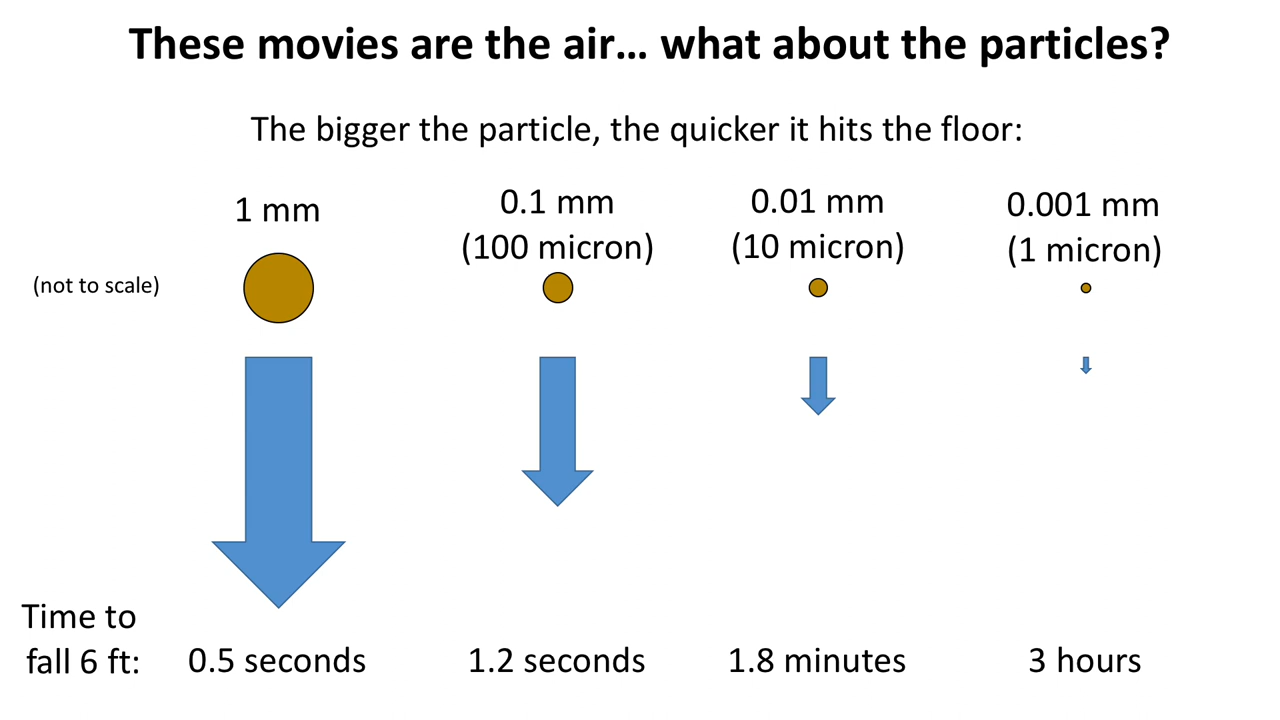 These movies are the air… what about the particles?
The bigger the particle, the quicker it hits the floor:
1 mm
0.1 mm
(100 micron)
0.01 mm
(10 micron)
0.001 mm
(1 micron)
(not to scale)
Time to
fall 6 ft:
0.5 seconds
1.2 seconds
1.8 minutes
3 hours